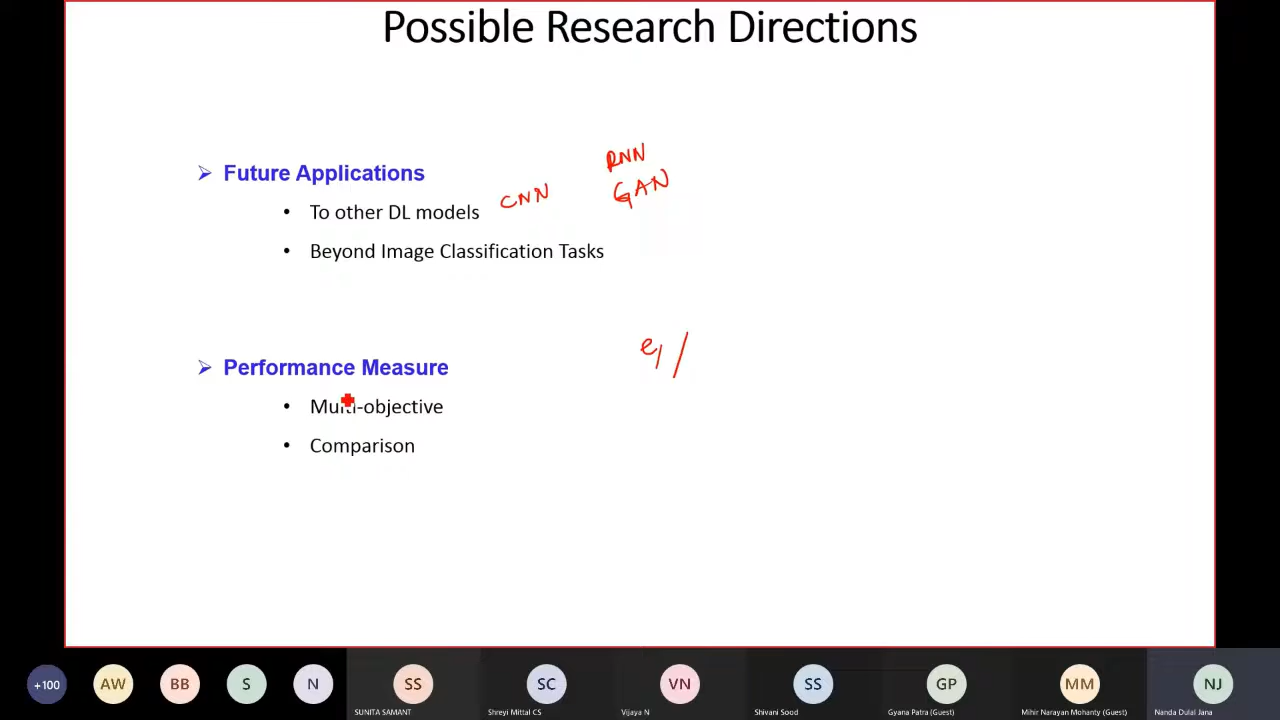 Possible Research Directions
➢ Future Applications
RNN
GAN
• To other DL models CNN
• Beyond Image Classification Tasks
➢ Performance Measure
• Multi-objective
• Comparison
+100 AW BB S N SS SC VN SS GP MM NJ
SUNITA SAMANT Shreyi Mittal CS Vijaya N Shivani Sood Gyana Patra (Guest) Mihir Narayan Mohanty (Guest) Nanda Dulal Jana